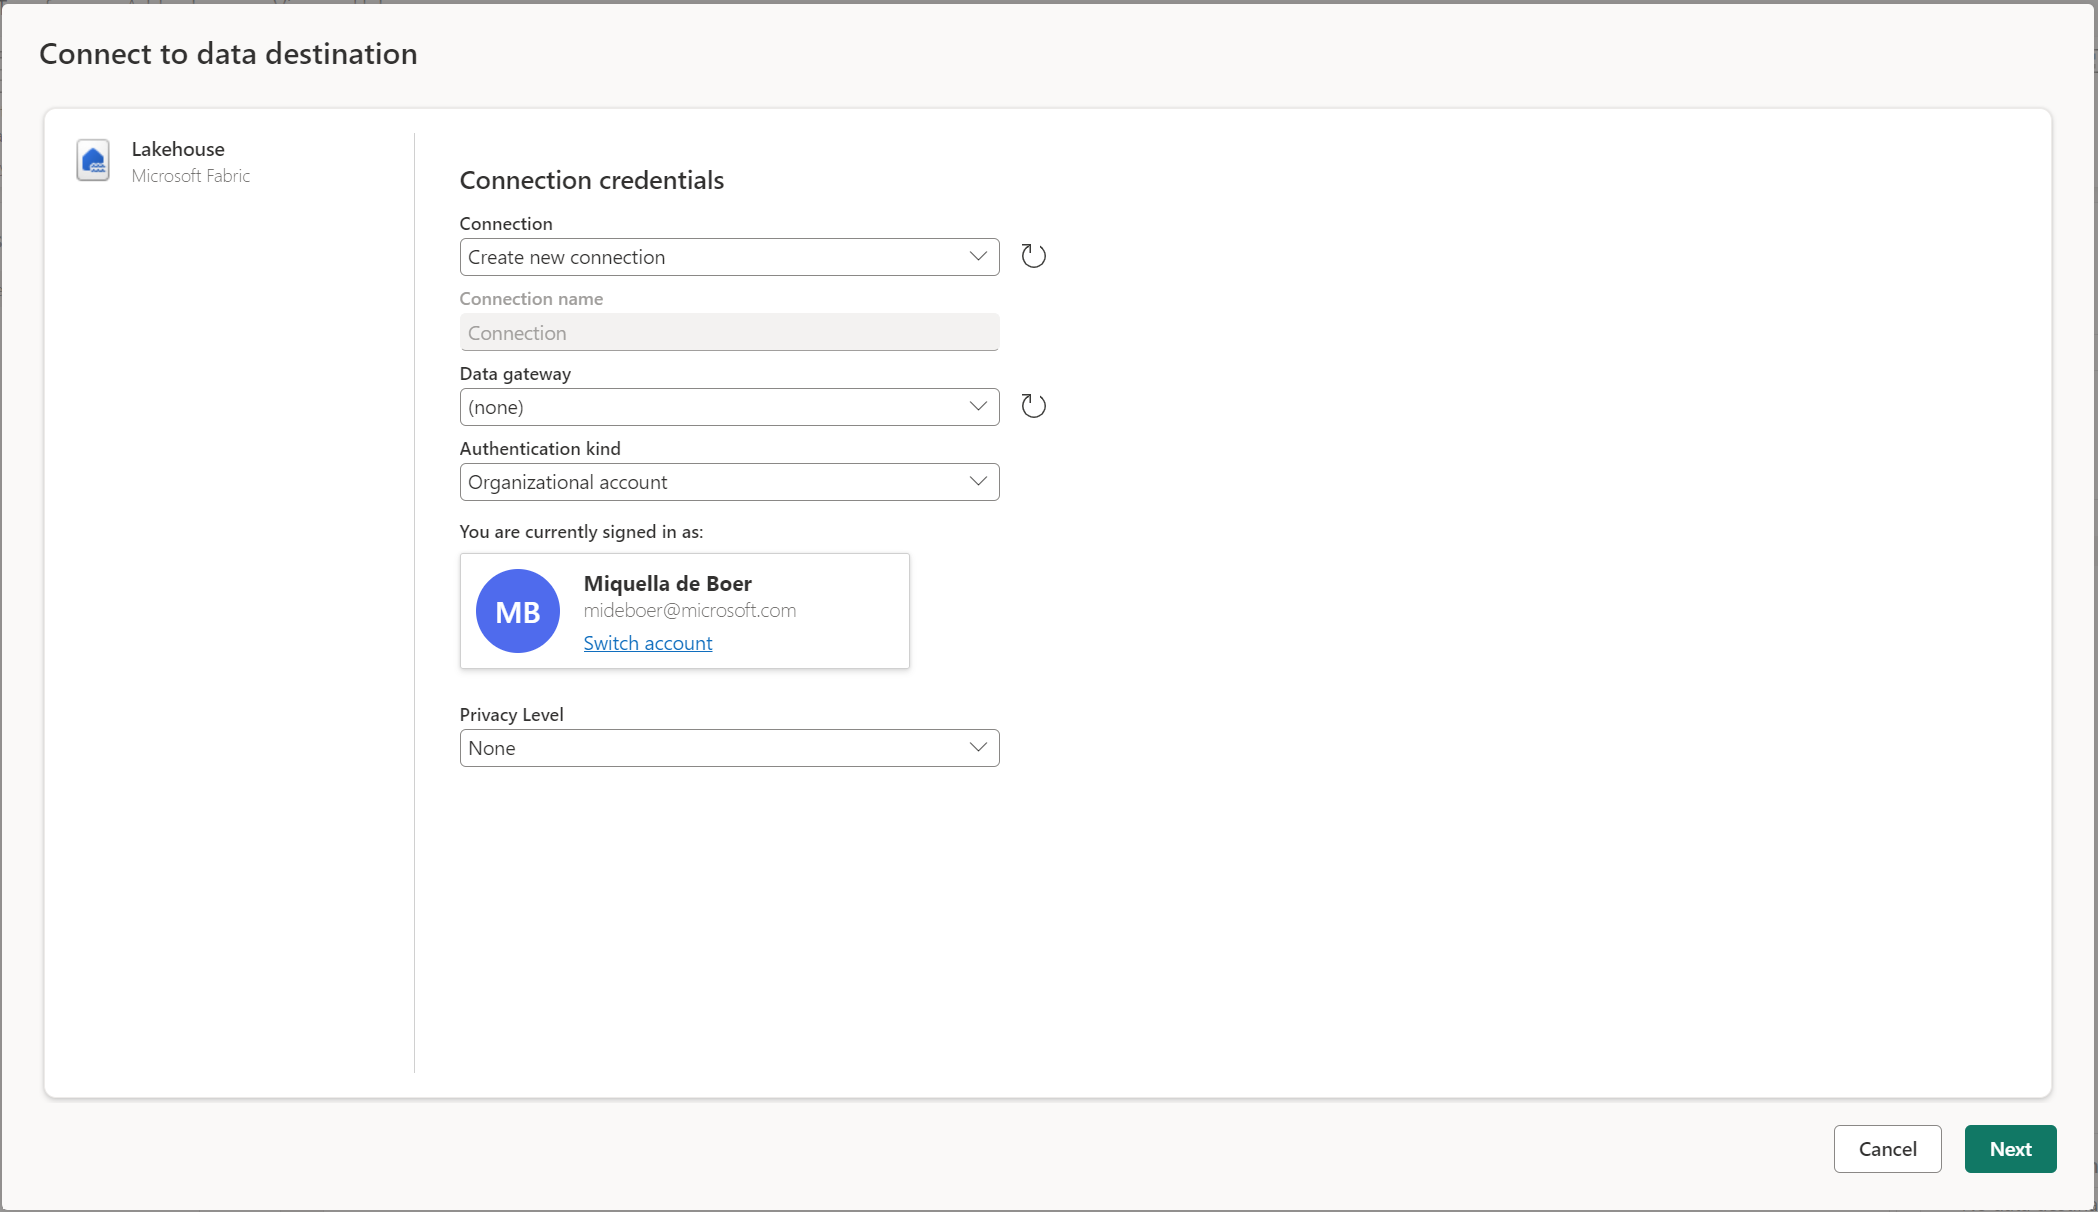 Connect to data destination
Lakehouse
Microsoft Fabric
Connection credentials
Connection
Create new connection
Connection name
Connection
Data gateway
(none)
Authentication kind
Organizational account
You are currently signed in as:
MB
Miquella de Boer
mideboer@microsoft.com
Switch account
Privacy Level
None
Cancel
Next